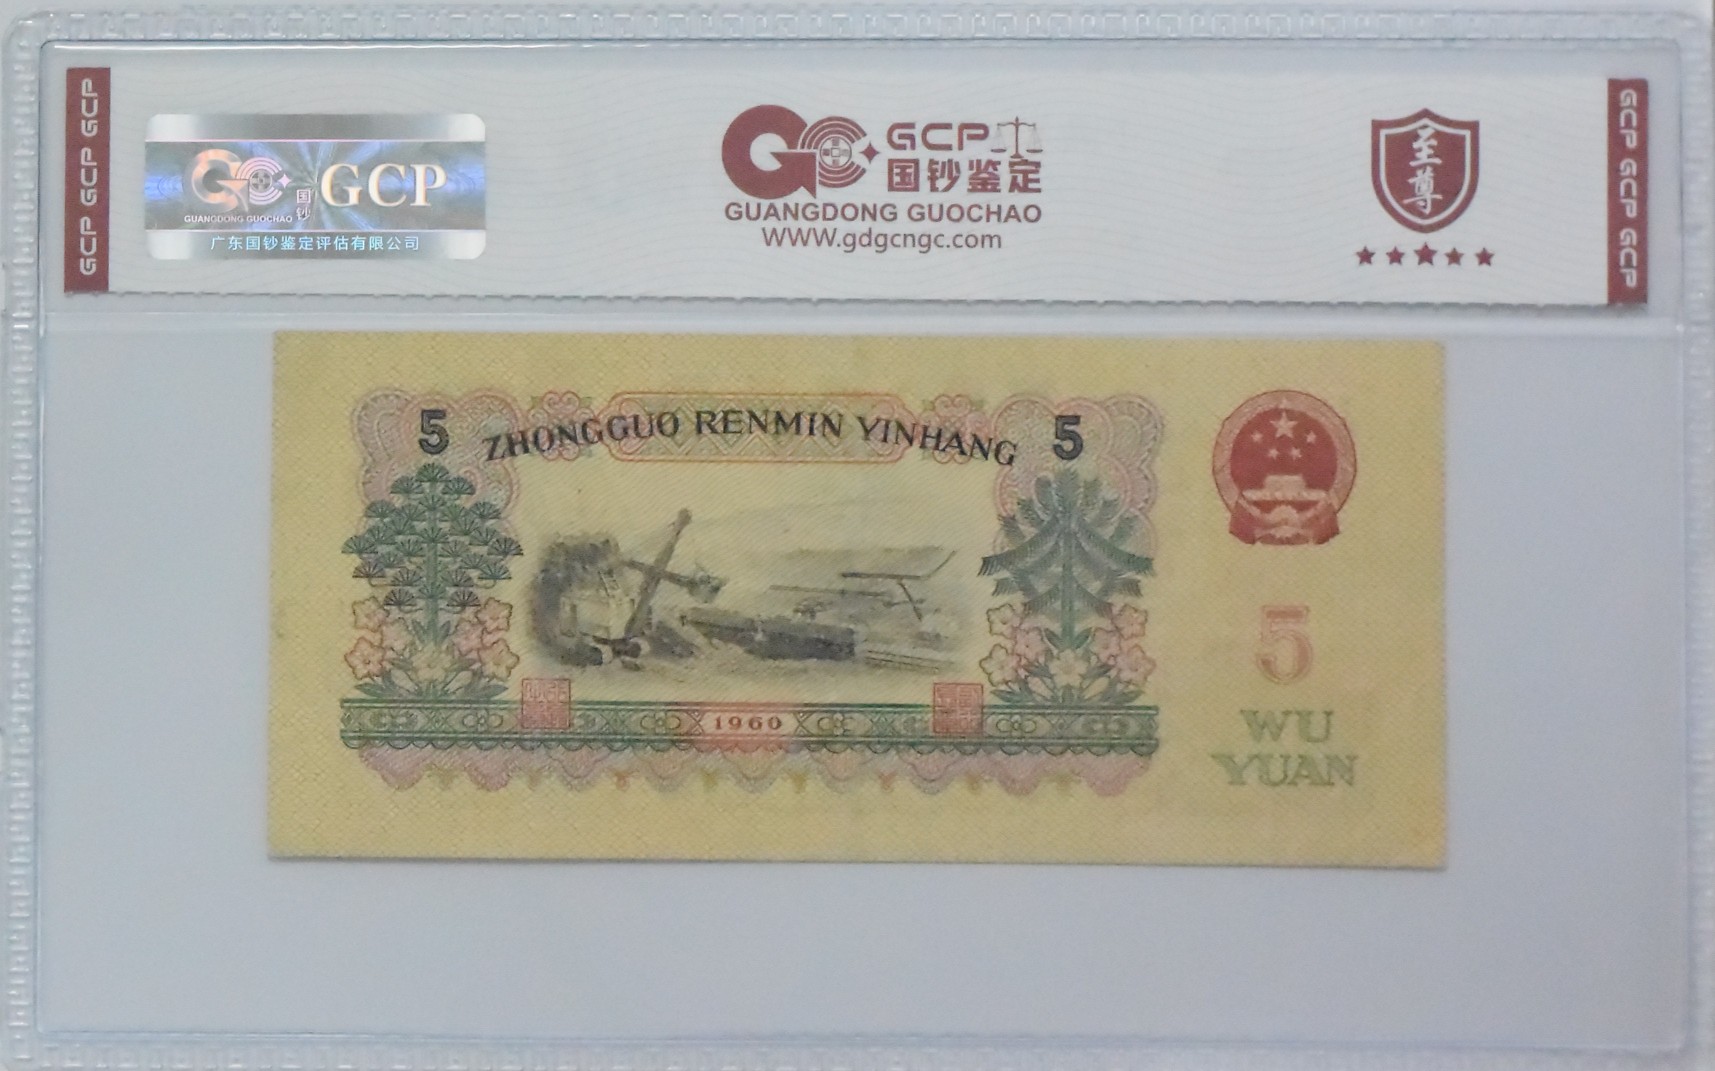 GCP GCP GCP
GCP
GUANGDONG GUOCHAO
国钞
广东国钞鉴定评估有限公司
GCP
国钞鉴定
GUANGDONG GUOCHAO
WWW.gdgcngc.com
至尊
GCP GCP GCP
5 ZHONGGUO RENMIN YINHANG 5
5
1960
WU
YUAN